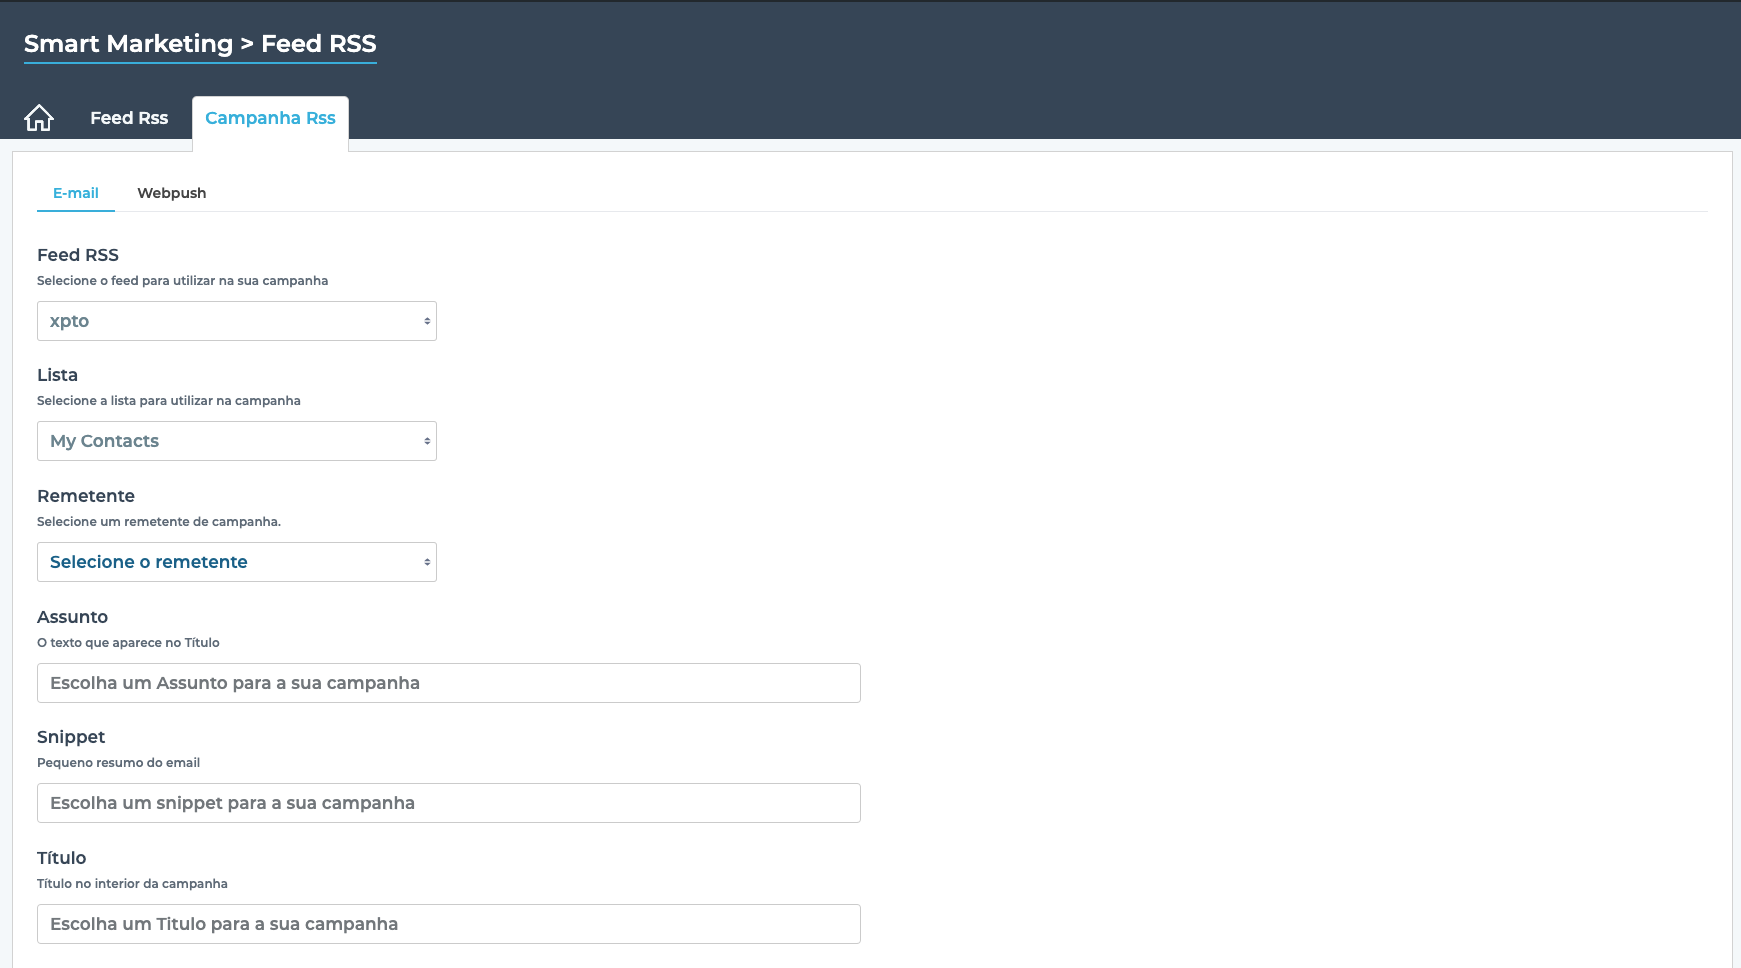 Smart Marketing > Feed RSS
Feed Rss
Campanha Rss
E-mail
Webpush
Feed RSS
Selecione o feed para utilizar na sua campanha
xpto
Lista
Selecione a lista para utilizar na campanha
My Contacts
Remetente
Selecione um remetente de campanha.
Selecione o remetente
Assunto
O texto que aparece no Título
Escolha um Assunto para a sua campanha
Snippet
Pequeno resumo do email
Escolha um snippet para a sua campanha
Título
Título no interior da campanha
Escolha um Titulo para a sua campanha